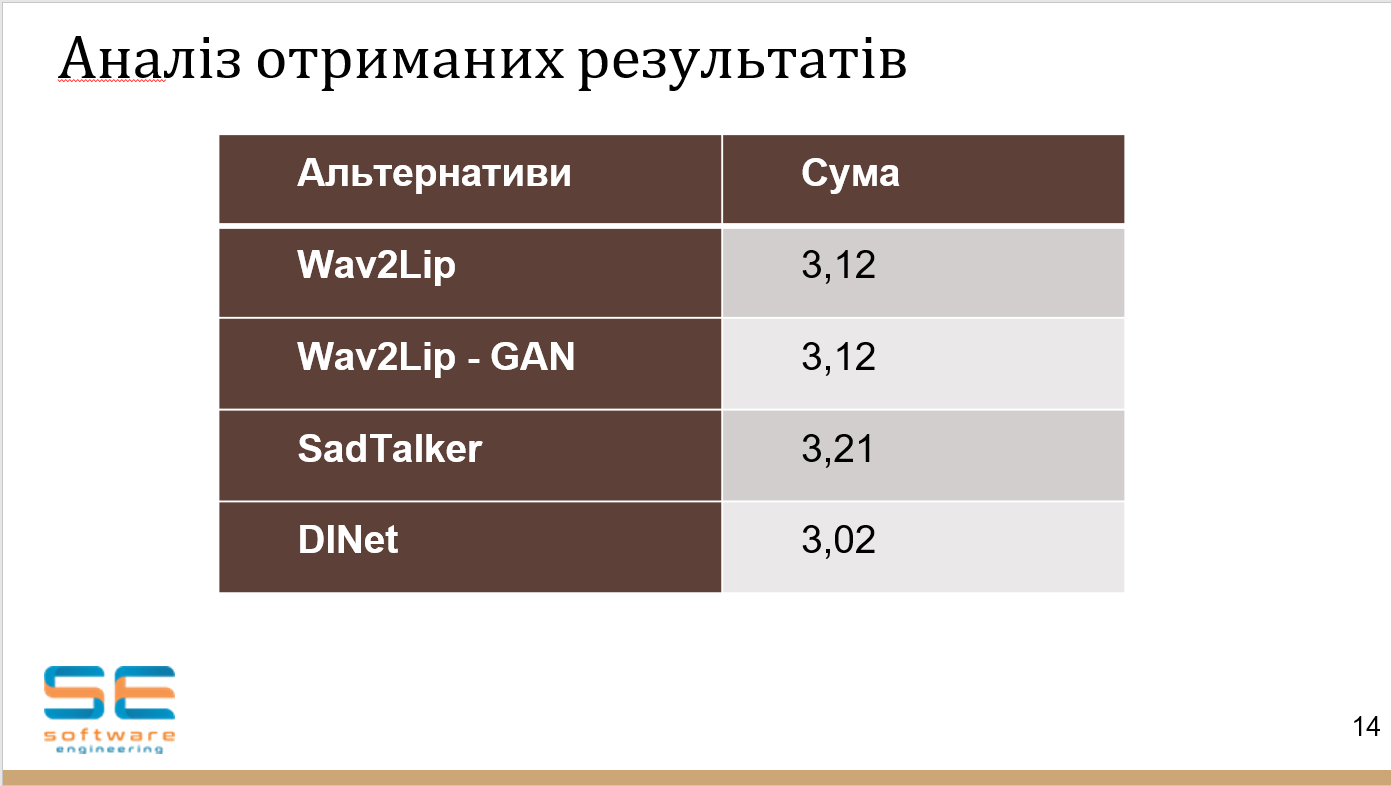 Аналіз отриманих результатів
Альтернативи Сума
Wav2Lip 3,12
Wav2Lip - GAN 3,12
SadTalker 3,21
DINet 3,02
SE
software
engineering
14